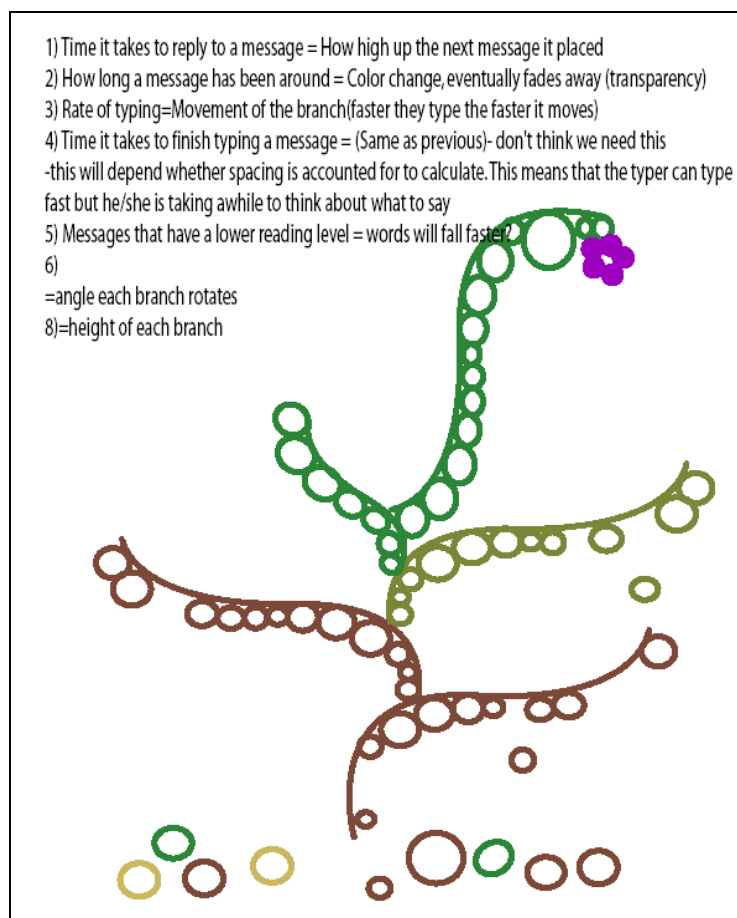 1) Time it takes to reply to a message = How high up the next message it placed
2) How long a message has been around = Color change, eventually fades away (transparency)
3) Rate of typing=Movement of the branch(faster they type the faster it moves)
4) Time it takes to finish typing a message = (Same as previous)- don't think we need this
-this will depend whether spacing is accounted for to calculate. This means that the typer can type
fast but he/she is taking awhile to think about what to say
5) Messages that have a lower reading level = words will fall faster?
6)
=angle each branch rotates
8)=height of each branch